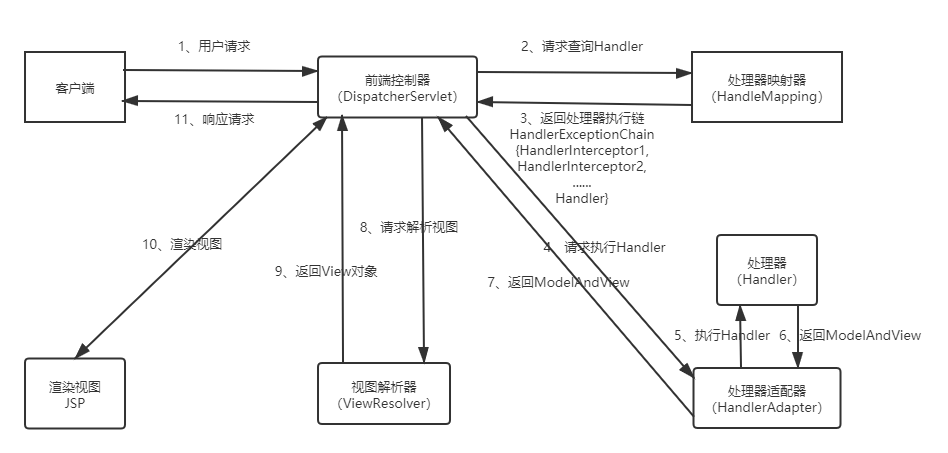 1、用户请求
2、请求查询Handler
客户端
前端控制器
（DispatcherServlet）
处理器映射器
（HandleMapping）
11、响应请求
3、返回处理器执行链
HandlerExceptionChain
{HandlerInterceptor1,
HandlerInterceptor2,
......
Handler}
10、渲染视图
8、请求解析视图
9、返回View对象
4、请求执行Handler
7、返回ModelAndView
处理器
（Handler）
5、执行Handler
6、返回ModelAndView
渲染视图
JSP
视图解析器
（ViewResolver）
处理器适配器
（HandlerAdapter）